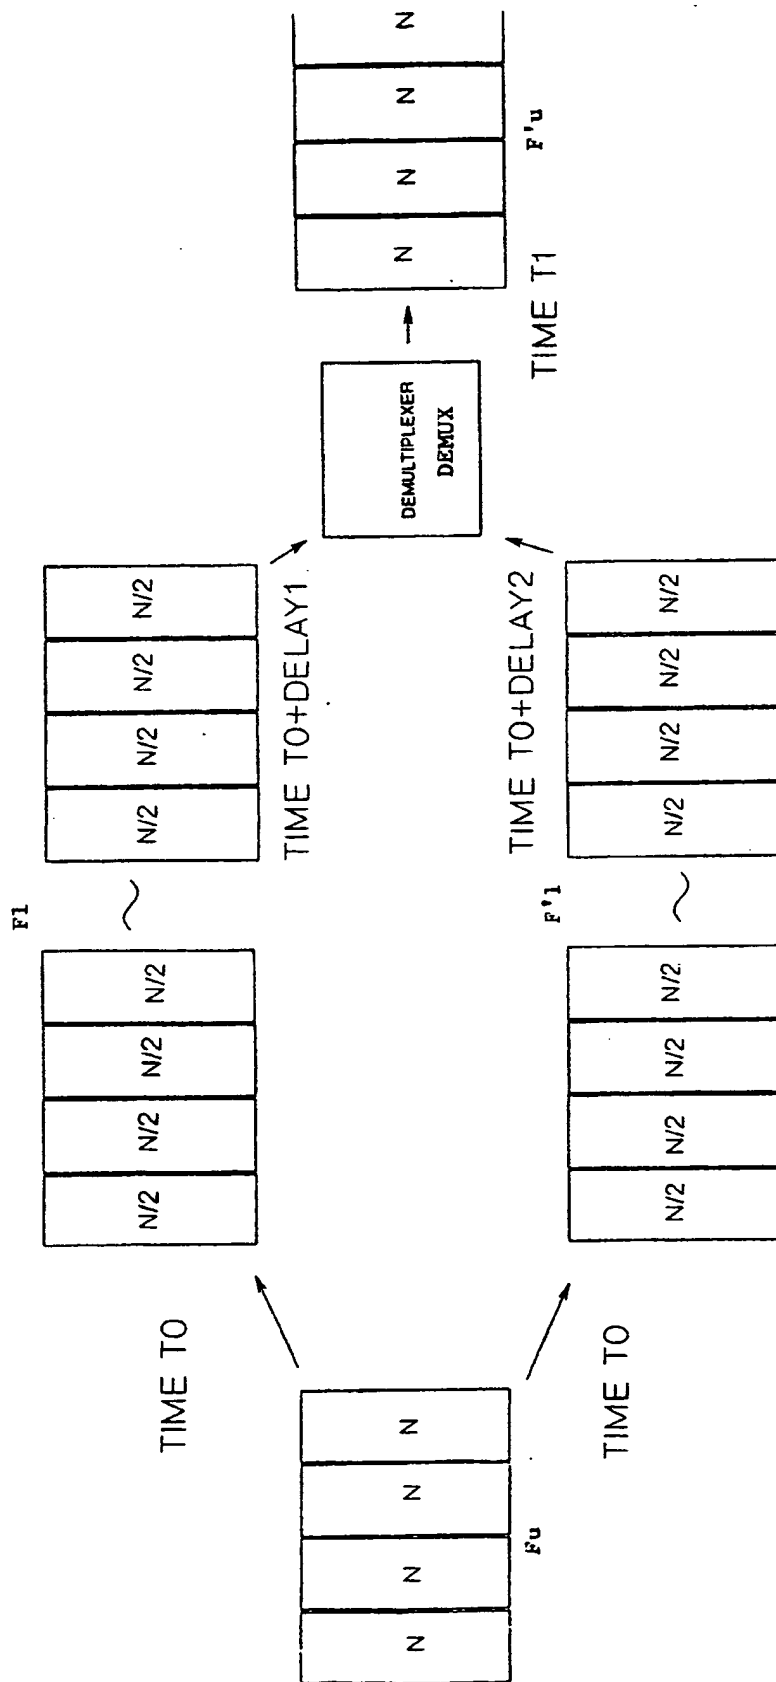 F1
N/2 N/2 N/2 N/2
N/2 N/2 N/2 N/2
TIME TO
TIME TO+DELAY1
N N N N
Fu
DEMULTIPLEXER
DEMUX
N N N N
F'u
TIME T1
TIME TO
TIME TO+DELAY2
F'1
N/2 N/2 N/2 N/2
N/2 N/2 N/2 N/2